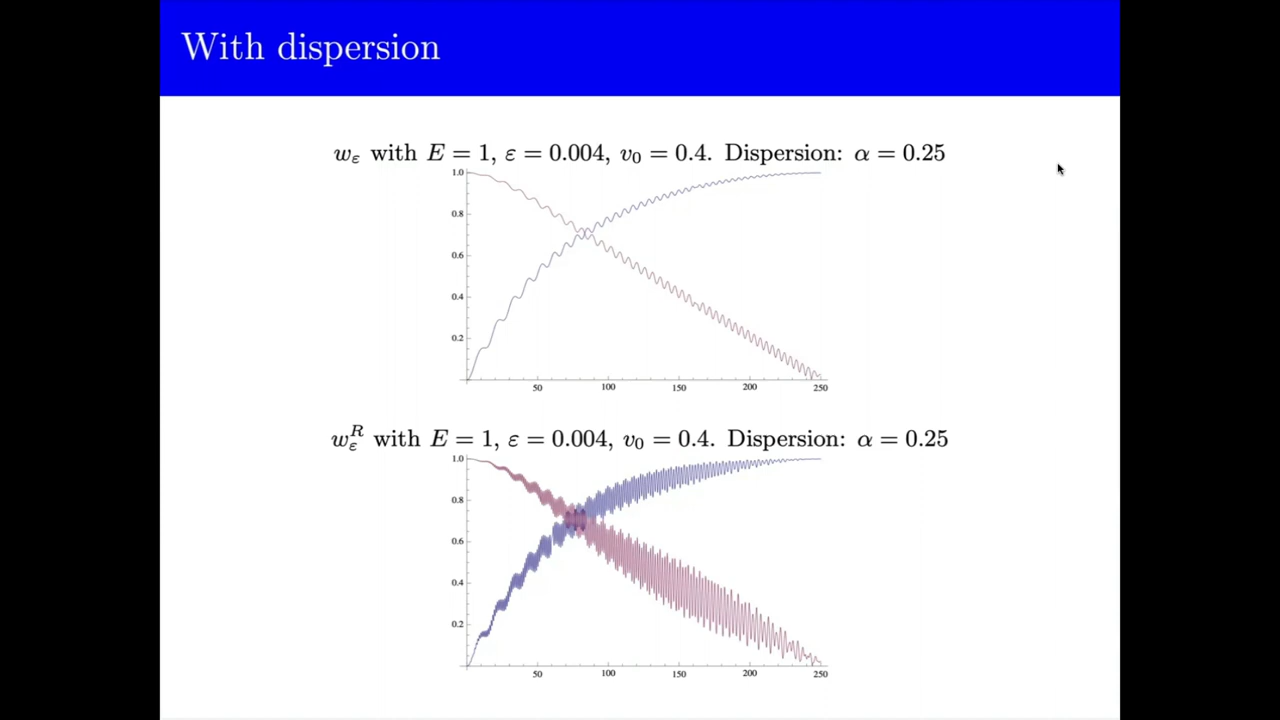 With dispersion
w_ε with E = 1, ε = 0.004, v_0 = 0.4. Dispersion: α = 0.25
1.0
0.8
0.6
0.4
0.2
50 100 150 200 250
w_ε^R with E = 1, ε = 0.004, v_0 = 0.4. Dispersion: α = 0.25
1.0
0.8
0.6
0.4
0.2
50 100 150 200 250